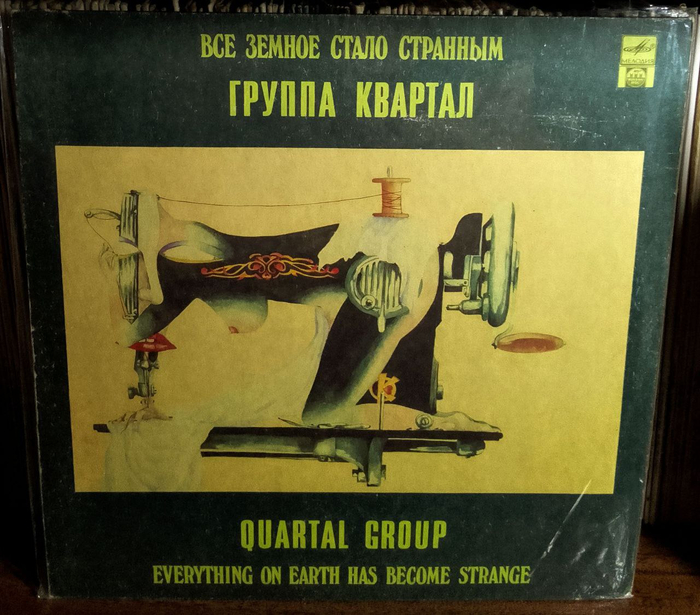 ВСЕ ЗЕМНОЕ СТАЛО СТРАННЫМ
МЕЛОДИЯ
ГРУППА КВАРТАЛ
QUARTAL GROUP
EVERYTHING ON EARTH HAS BECOME STRANGE